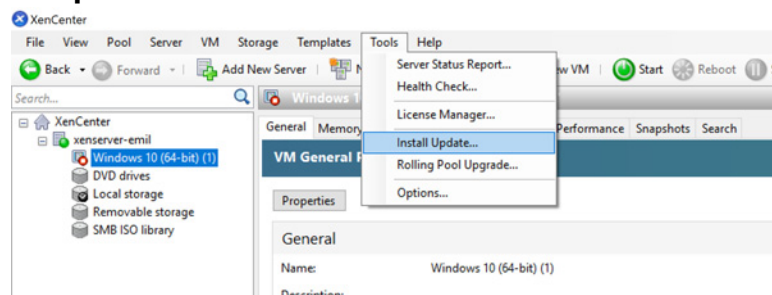 XenCenter
File View Pool Server VM Storage Templates Tools Help
Back Forward Add New Server New VM Start Reboot
Server Status Report...
Health Check...
License Manager...
Install Update...
Rolling Pool Upgrade...
Options...
Search...
Windows
XenCenter
xenserver-emil
Windows 10 (64-bit) (1)
DVD drives
Local storage
Removable storage
SMB ISO library
General Memory Performance Snapshots Search
VM General
Properties
General
Name: Windows 10 (64-bit) (1)